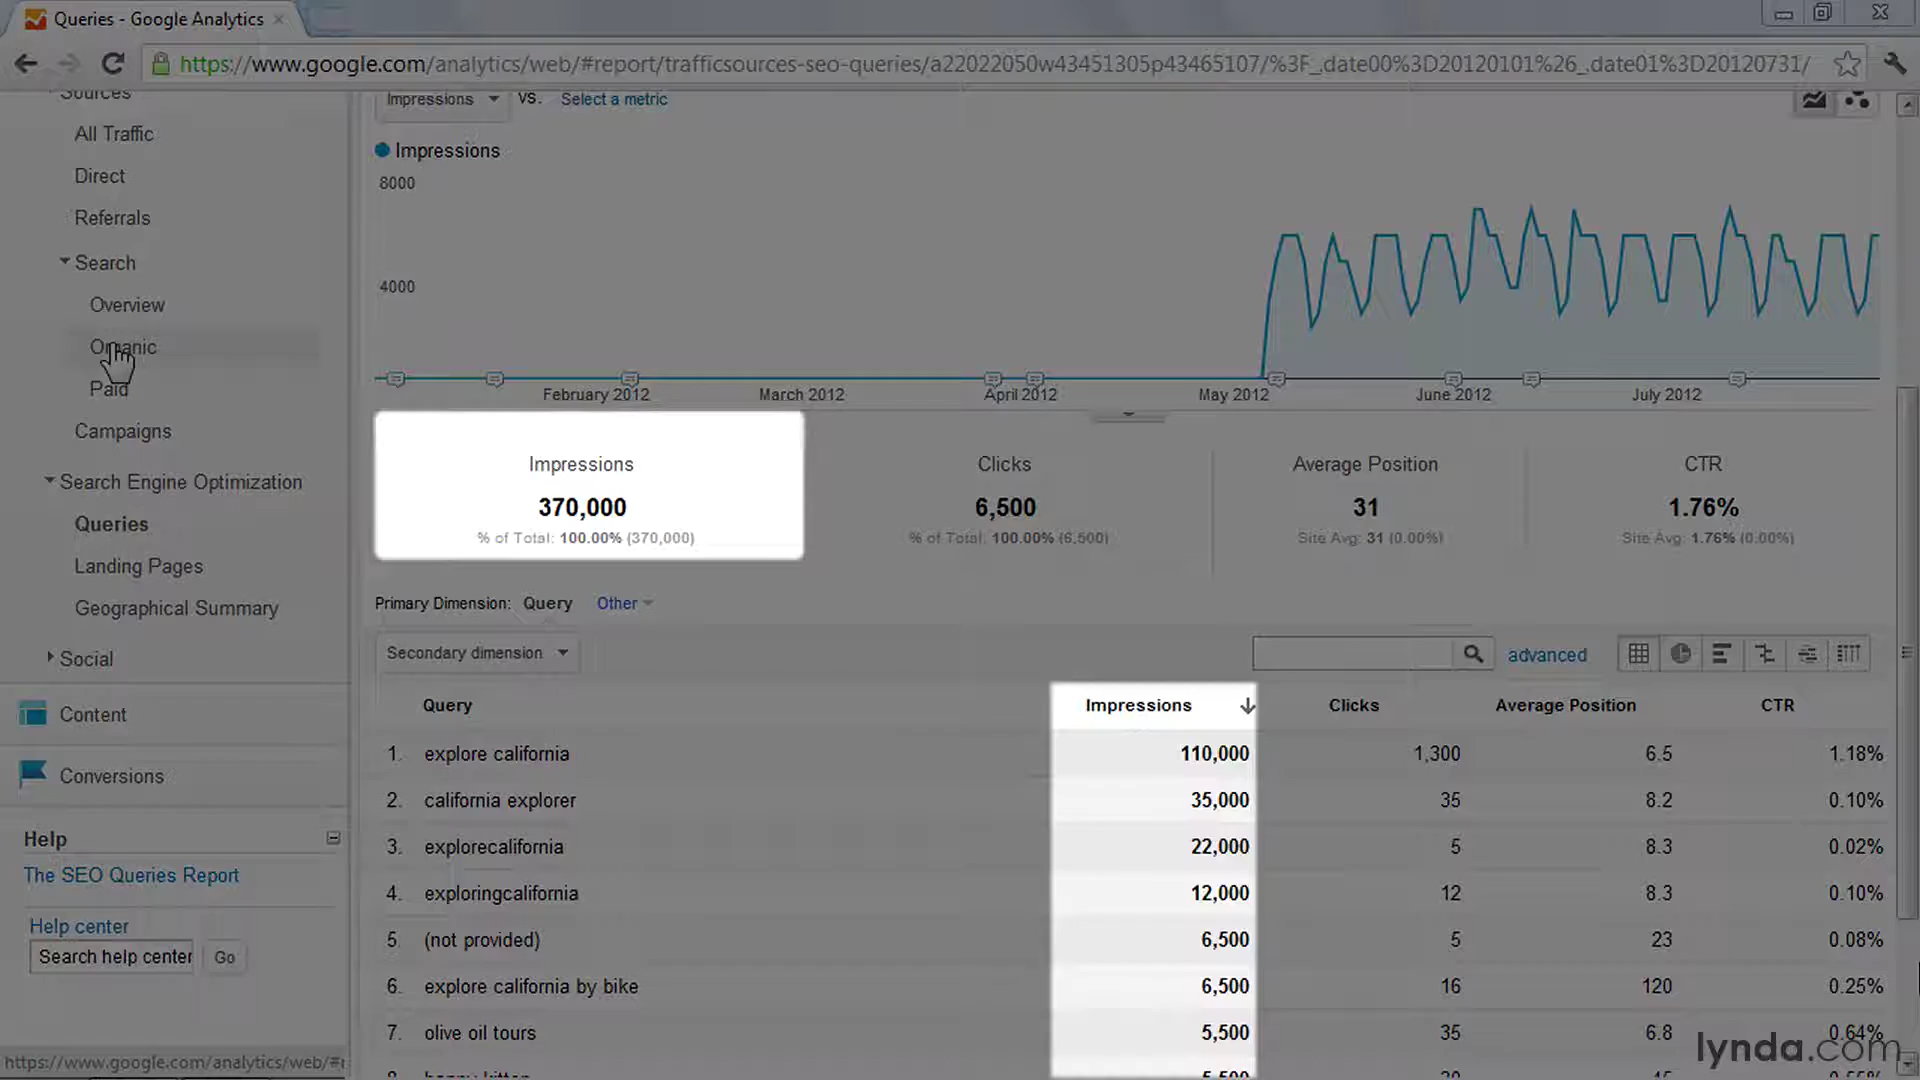 Queries - Google Analytics
https://www.google.com/analytics/web/#report/trafficsources-seo-queries/a22022050w43451305p43465107/%3F_.date00%3D20120101%26_.date01%3D20120731/
Sources
All Traffic
Direct
Referrals
Search
Overview
Organic
Paid
Campaigns
Search Engine Optimization
Queries
Landing Pages
Geographical Summary
Social
Content
Conversions
Help
The SEO Queries Report
Help center
Search help center Go
https://www.google.com/analytics/web/#r
Impressions VS. Select a metric
Impressions
8000
4000
February 2012 March 2012 April 2012 May 2012 June 2012 July 2012
Impressions Clicks Average Position CTR
370,000 6,500 31 1.76%
% of Total: 100.00% (370,000) % of Total: 100.00% (6,500) Site Avg: 31 (0.00%) Site Avg: 1.76% (0.00%)
Primary Dimension: Query Other
Secondary dimension advanced
Query Impressions Clicks Average Position CTR
1. explore california 110,000 1,300 6.5 1.18%
2. california explorer 35,000 35 8.2 0.10%
3. explorecalifornia 22,000 5 8.3 0.02%
4. exploringcalifornia 12,000 12 8.3 0.10%
5. (not provided) 6,500 5 23 0.08%
6. explore california by bike 6,500 16 120 0.25%
7. olive oil tours 5,500 35 6.8 0.64%
lynda.com